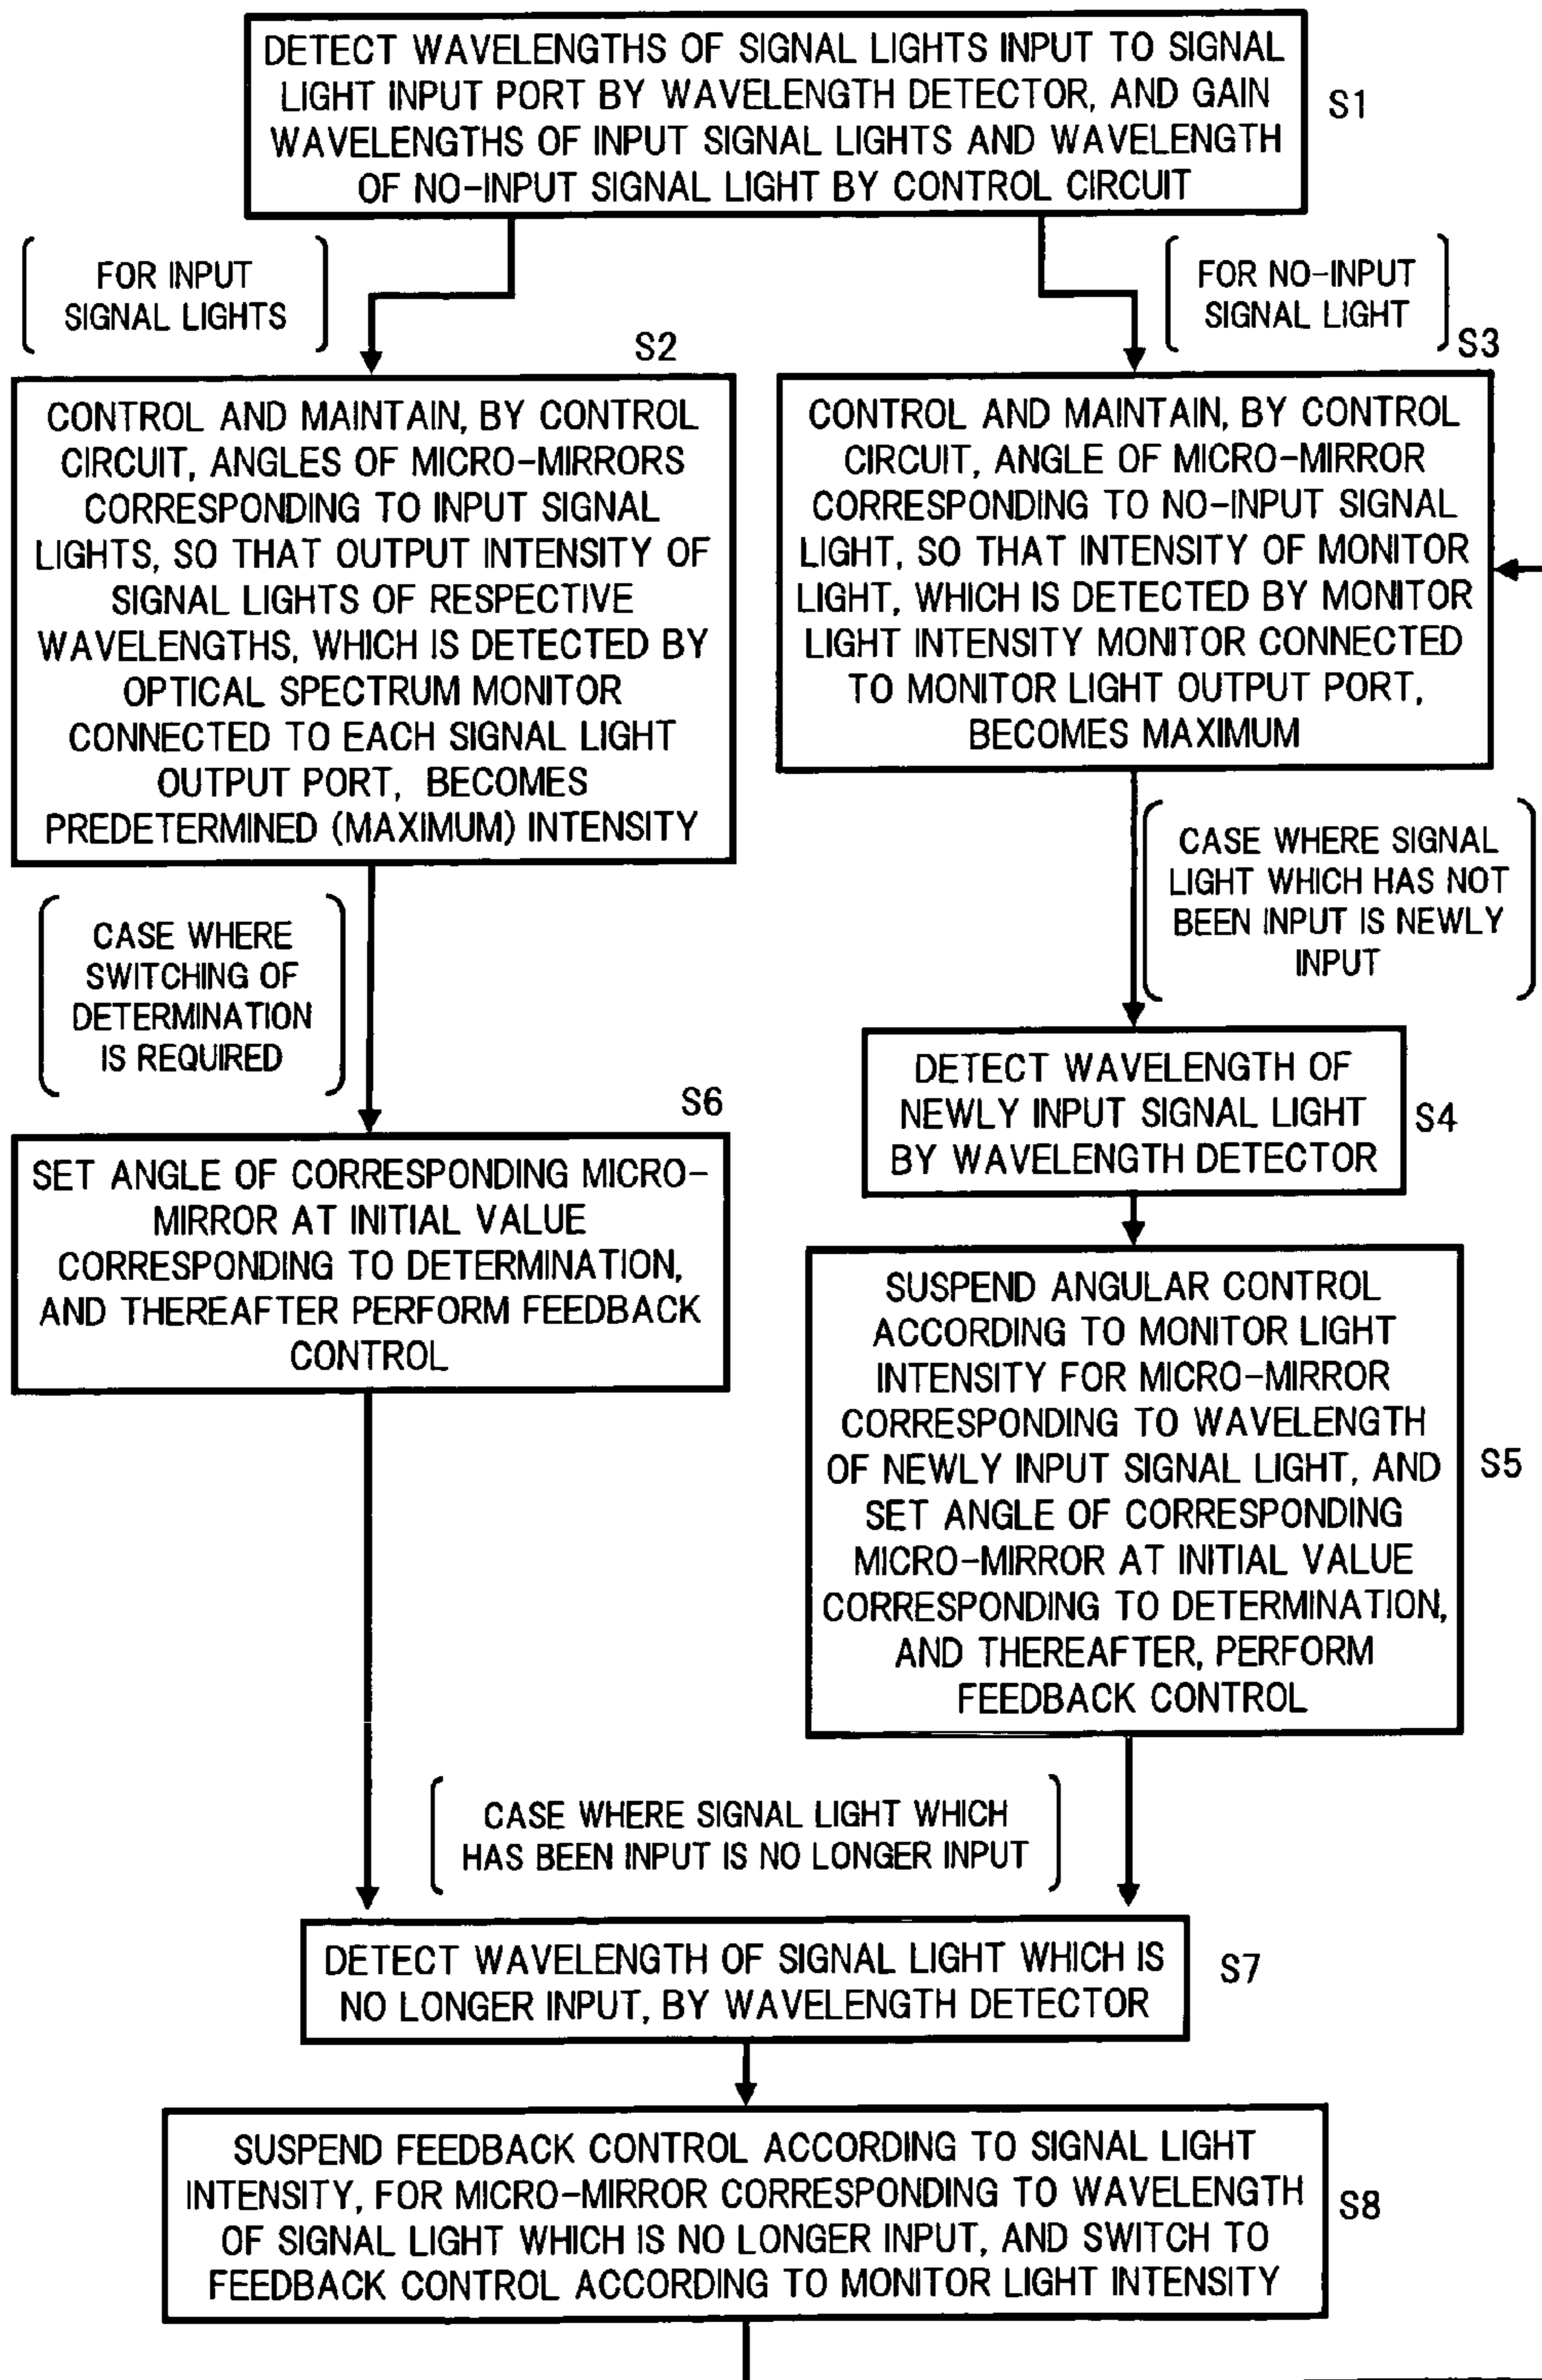 DETECT WAVELENGTHS OF SIGNAL LIGHTS INPUT TO SIGNAL
LIGHT INPUT PORT BY WAVELENGTH DETECTOR, AND GAIN
WAVELENGTHS OF INPUT SIGNAL LIGHTS AND WAVELENGTH
OF NO-INPUT SIGNAL LIGHT BY CONTROL CIRCUIT
S1
FOR INPUT
SIGNAL LIGHTS
FOR NO-INPUT
SIGNAL LIGHT
S2
CONTROL AND MAINTAIN, BY CONTROL
CIRCUIT, ANGLES OF MICRO-MIRRORS
CORRESPONDING TO INPUT SIGNAL
LIGHTS, SO THAT OUTPUT INTENSITY OF
SIGNAL LIGHTS OF RESPECTIVE
WAVELENGTHS, WHICH IS DETECTED BY
OPTICAL SPECTRUM MONITOR
CONNECTED TO EACH SIGNAL LIGHT
OUTPUT PORT, BECOMES
PREDETERMINED (MAXIMUM) INTENSITY
S3
CONTROL AND MAINTAIN, BY CONTROL
CIRCUIT, ANGLE OF MICRO-MIRROR
CORRESPONDING TO NO-INPUT SIGNAL
LIGHT, SO THAT INTENSITY OF MONITOR
LIGHT, WHICH IS DETECTED BY MONITOR
LIGHT INTENSITY MONITOR CONNECTED
TO MONITOR LIGHT OUTPUT PORT,
BECOMES MAXIMUM
CASE WHERE
SWITCHING OF
DETERMINATION
IS REQUIRED
CASE WHERE SIGNAL
LIGHT WHICH HAS NOT
BEEN INPUT IS NEWLY
INPUT
DETECT WAVELENGTH OF
NEWLY INPUT SIGNAL LIGHT
BY WAVELENGTH DETECTOR
S4
S6
SET ANGLE OF CORRESPONDING MICRO-
MIRROR AT INITIAL VALUE
CORRESPONDING TO DETERMINATION,
AND THEREAFTER PERFORM FEEDBACK
CONTROL
SUSPEND ANGULAR CONTROL
ACCORDING TO MONITOR LIGHT
INTENSITY FOR MICRO-MIRROR
CORRESPONDING TO WAVELENGTH
OF NEWLY INPUT SIGNAL LIGHT, AND
SET ANGLE OF CORRESPONDING
MICRO-MIRROR AT INITIAL VALUE
CORRESPONDING TO DETERMINATION,
AND THEREAFTER, PERFORM
FEEDBACK CONTROL
S5
CASE WHERE SIGNAL LIGHT WHICH
HAS BEEN INPUT IS NO LONGER INPUT
DETECT WAVELENGTH OF SIGNAL LIGHT WHICH IS
NO LONGER INPUT, BY WAVELENGTH DETECTOR
S7
SUSPEND FEEDBACK CONTROL ACCORDING TO SIGNAL LIGHT
INTENSITY, FOR MICRO-MIRROR CORRESPONDING TO WAVELENGTH
OF SIGNAL LIGHT WHICH IS NO LONGER INPUT, AND SWITCH TO
FEEDBACK CONTROL ACCORDING TO MONITOR LIGHT INTENSITY
S8